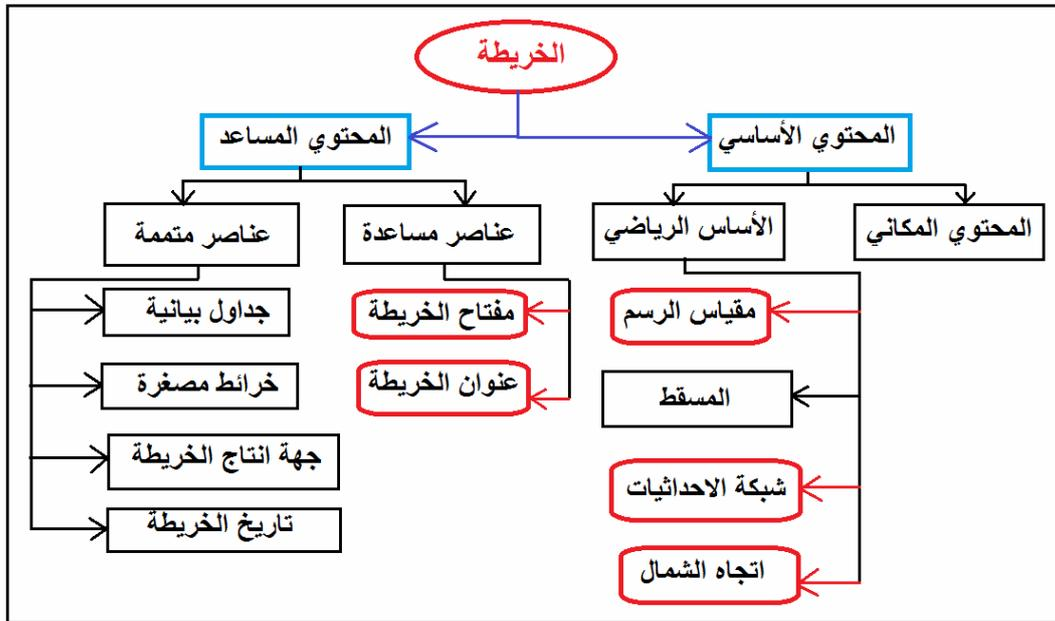 الخريطة
المحتوي الأساسي
المحتوي المساعد
المحتوي المكاني
الأساس الرياضي
عناصر مساعدة
عناصر متممة
مقياس الرسم
المسقط
شبكة الاحداثيات
اتجاه الشمال
مفتاح الخريطة
عنوان الخريطة
جداول بيانية
خرائط مصغرة
جهة انتاج الخريطة
تاريخ الخريطة